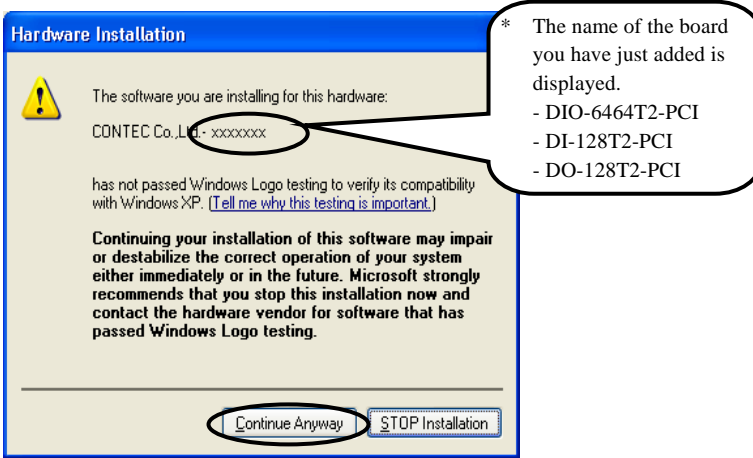 Hardware Installation
The software you are installing for this hardware:
CONTEC Co.,Ltd.- xxxxxxx
has not passed Windows Logo testing to verify its compatibility
with Windows XP. (Tell me why this testing is important.)
Continuing your installation of this software may impair
or destabilize the correct operation of your system
either immediately or in the future. Microsoft strongly
recommends that you stop this installation now and
contact the hardware vendor for software that has
passed Windows Logo testing.
Continue Anyway
STOP Installation
* The name of the board
you have just added is
displayed.
- DIO-6464T2-PCI
- DI-128T2-PCI
- DO-128T2-PCI